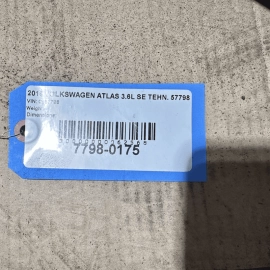 VOLKSWAGEN ATLAS 3.6L SE TEHN. 57798
VIN:
Weight:
Dimensions:
7798-0175